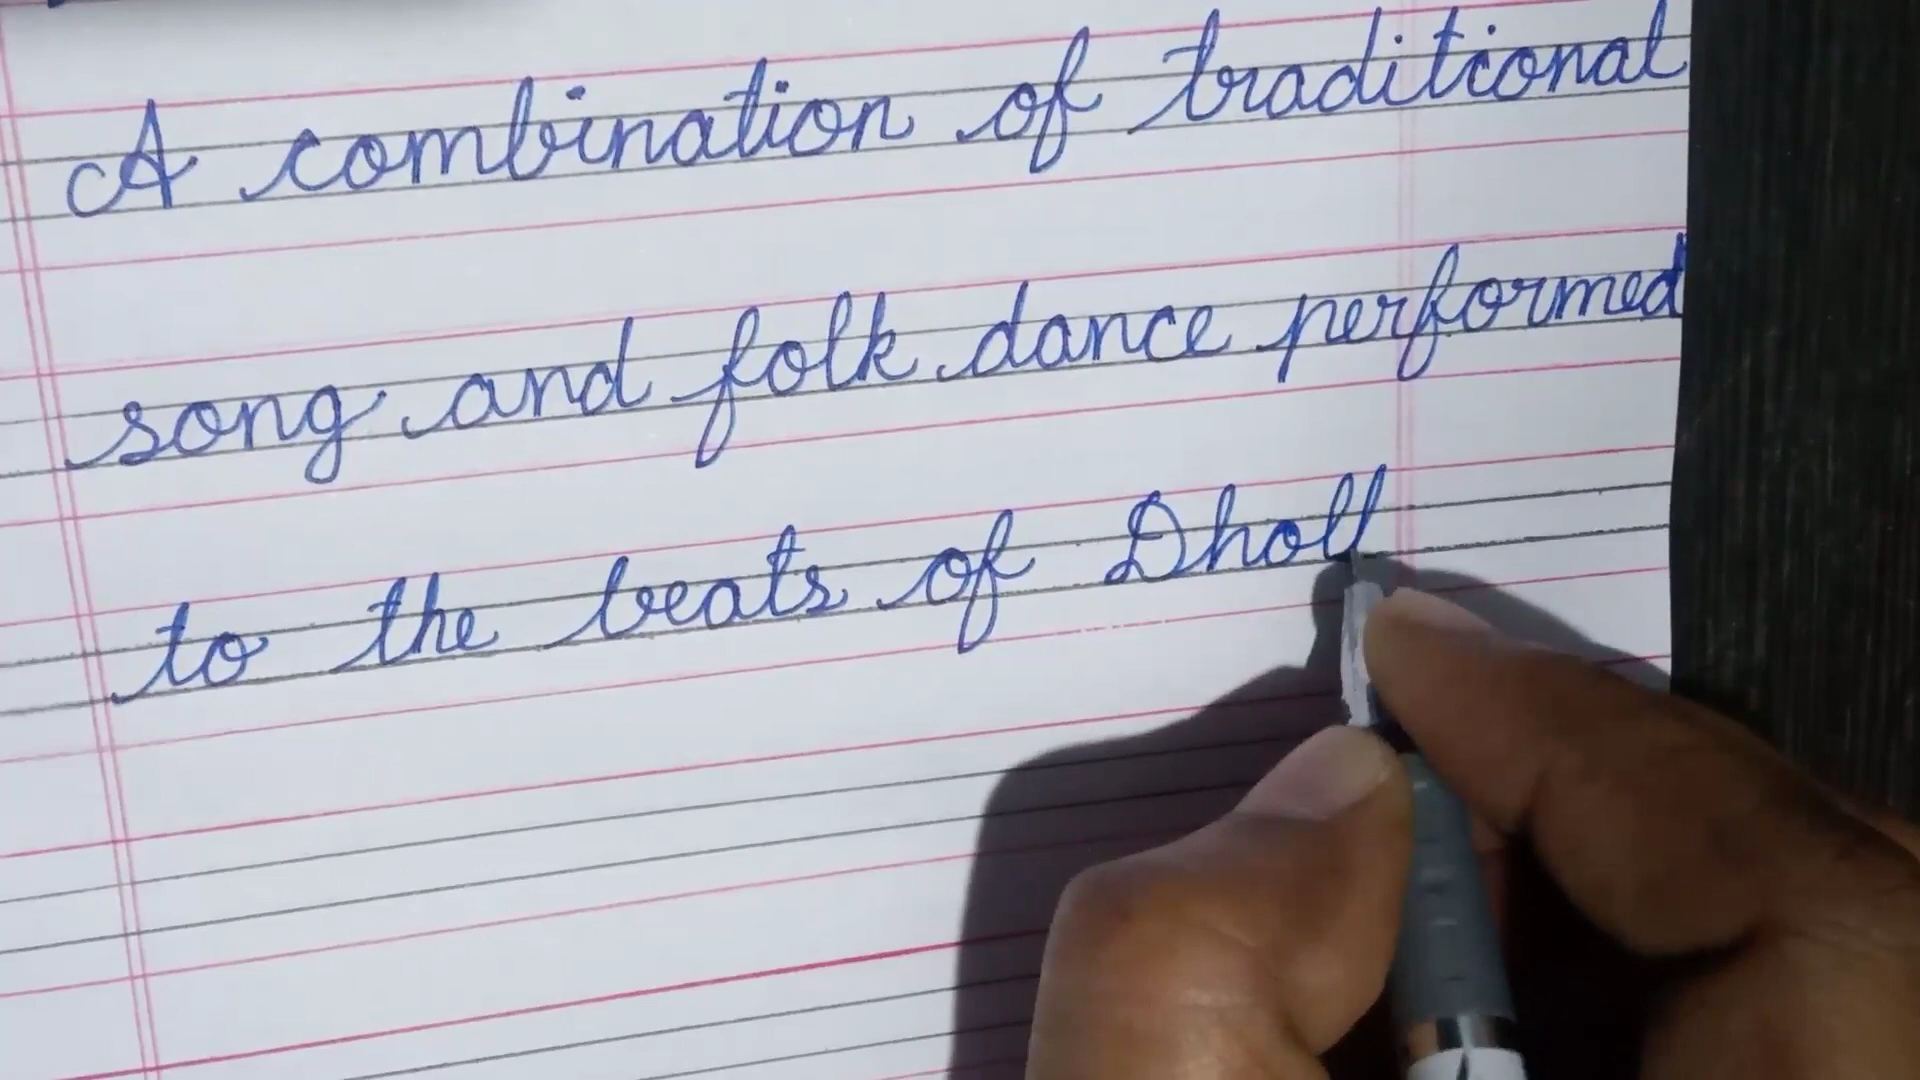 A combination of traditional
song and folk dance performed
to the beats of Dholl